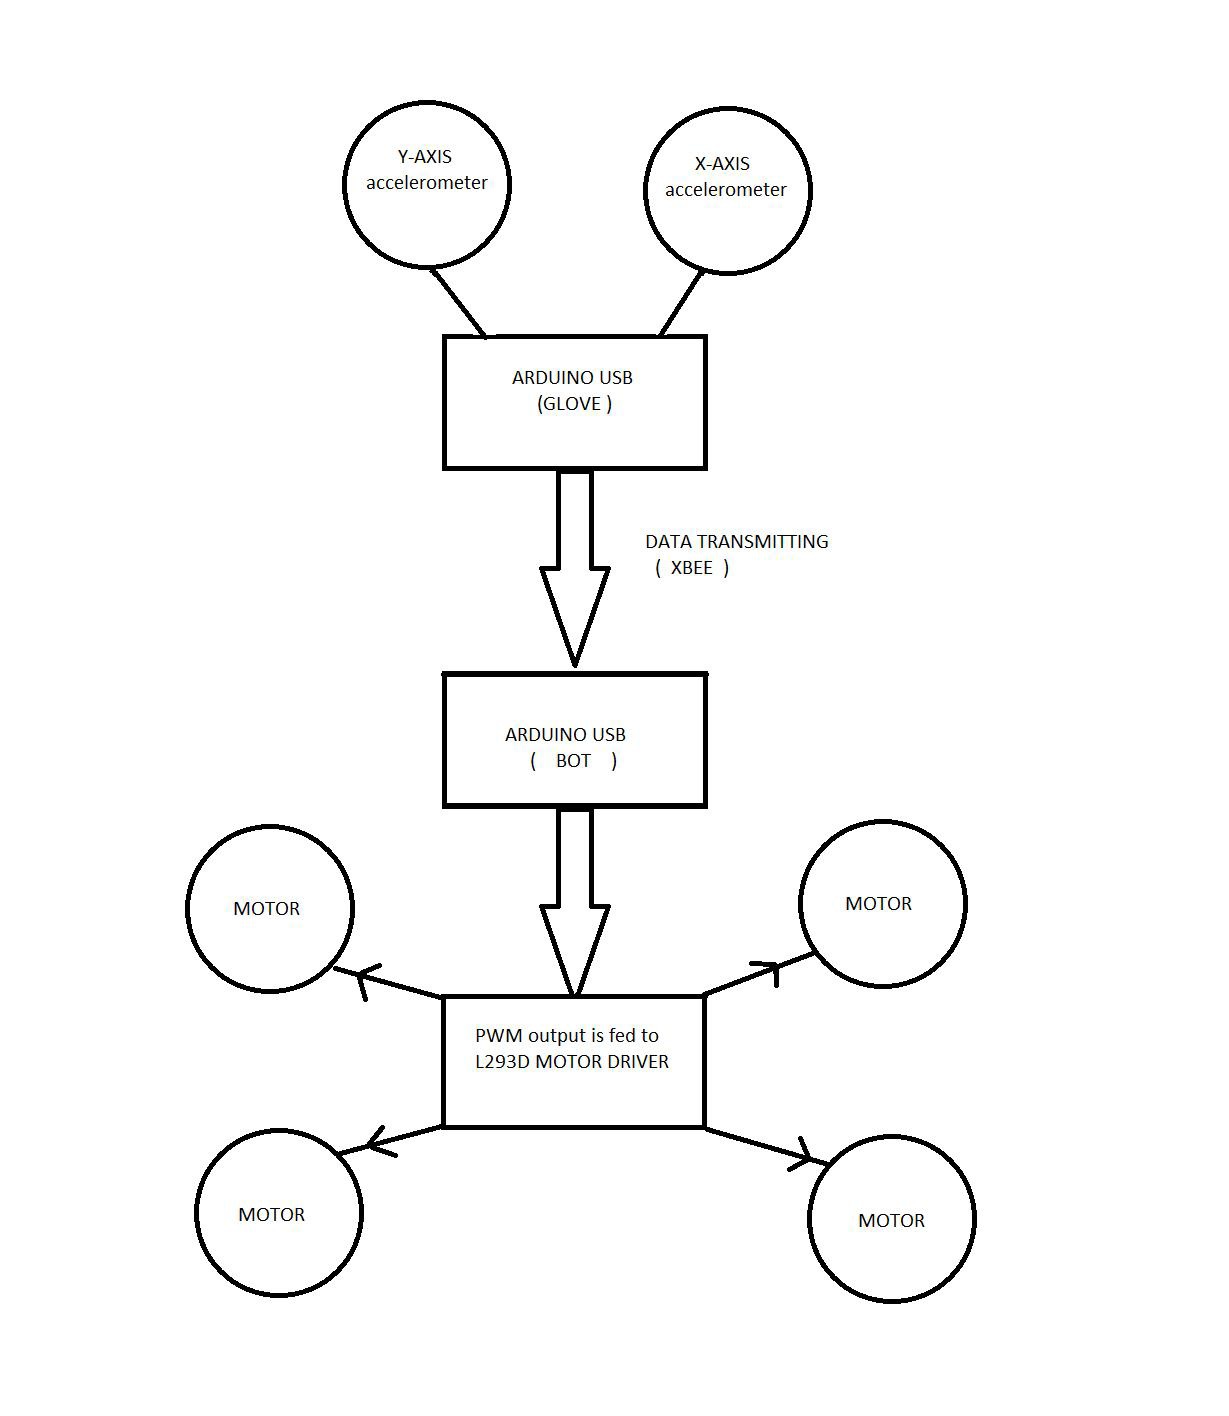 Y-AXIS
accelerometer
X-AXIS
accelerometer
ARDUINO USB
(GLOVE )
DATA TRANSMITTING
( XBEE )
ARDUINO USB
( BOT )
MOTOR
MOTOR
PWM output is fed to
L293D MOTOR DRIVER
MOTOR
MOTOR